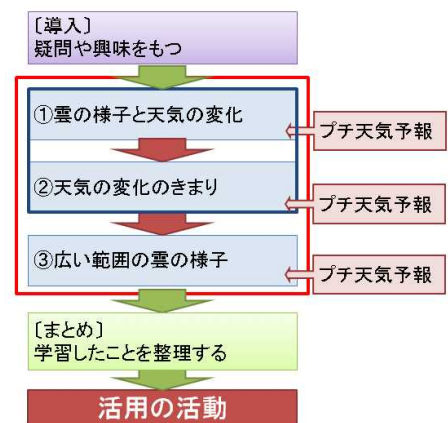 〔導入〕
疑問や興味をもつ
①雲の様子と天気の変化
プチ天気予報
②天気の変化のきまり
プチ天気予報
③広い範囲の雲の様子
プチ天気予報
〔まとめ〕
学習したことを整理する
活用の活動